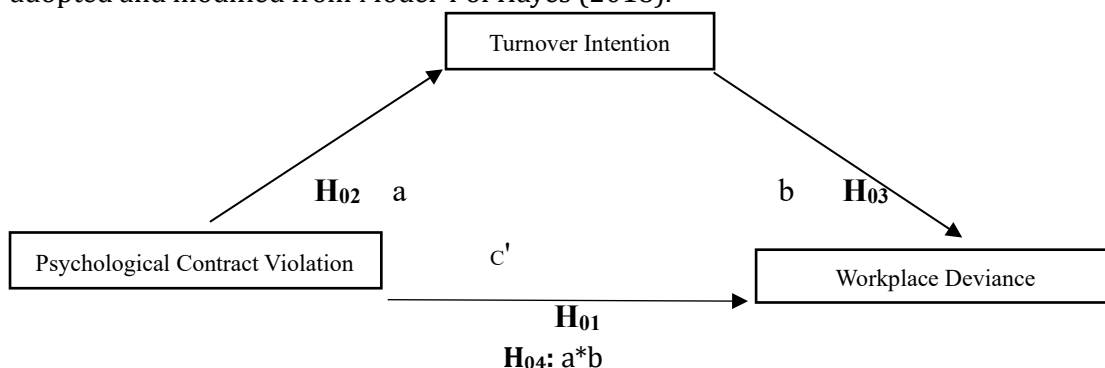 adopted and modified from Model 4 of Hayes (2018).
Turnover Intention
H02 a
b H03
Psychological Contract Violation
C'
Workplace Deviance
H01
H04: a*b